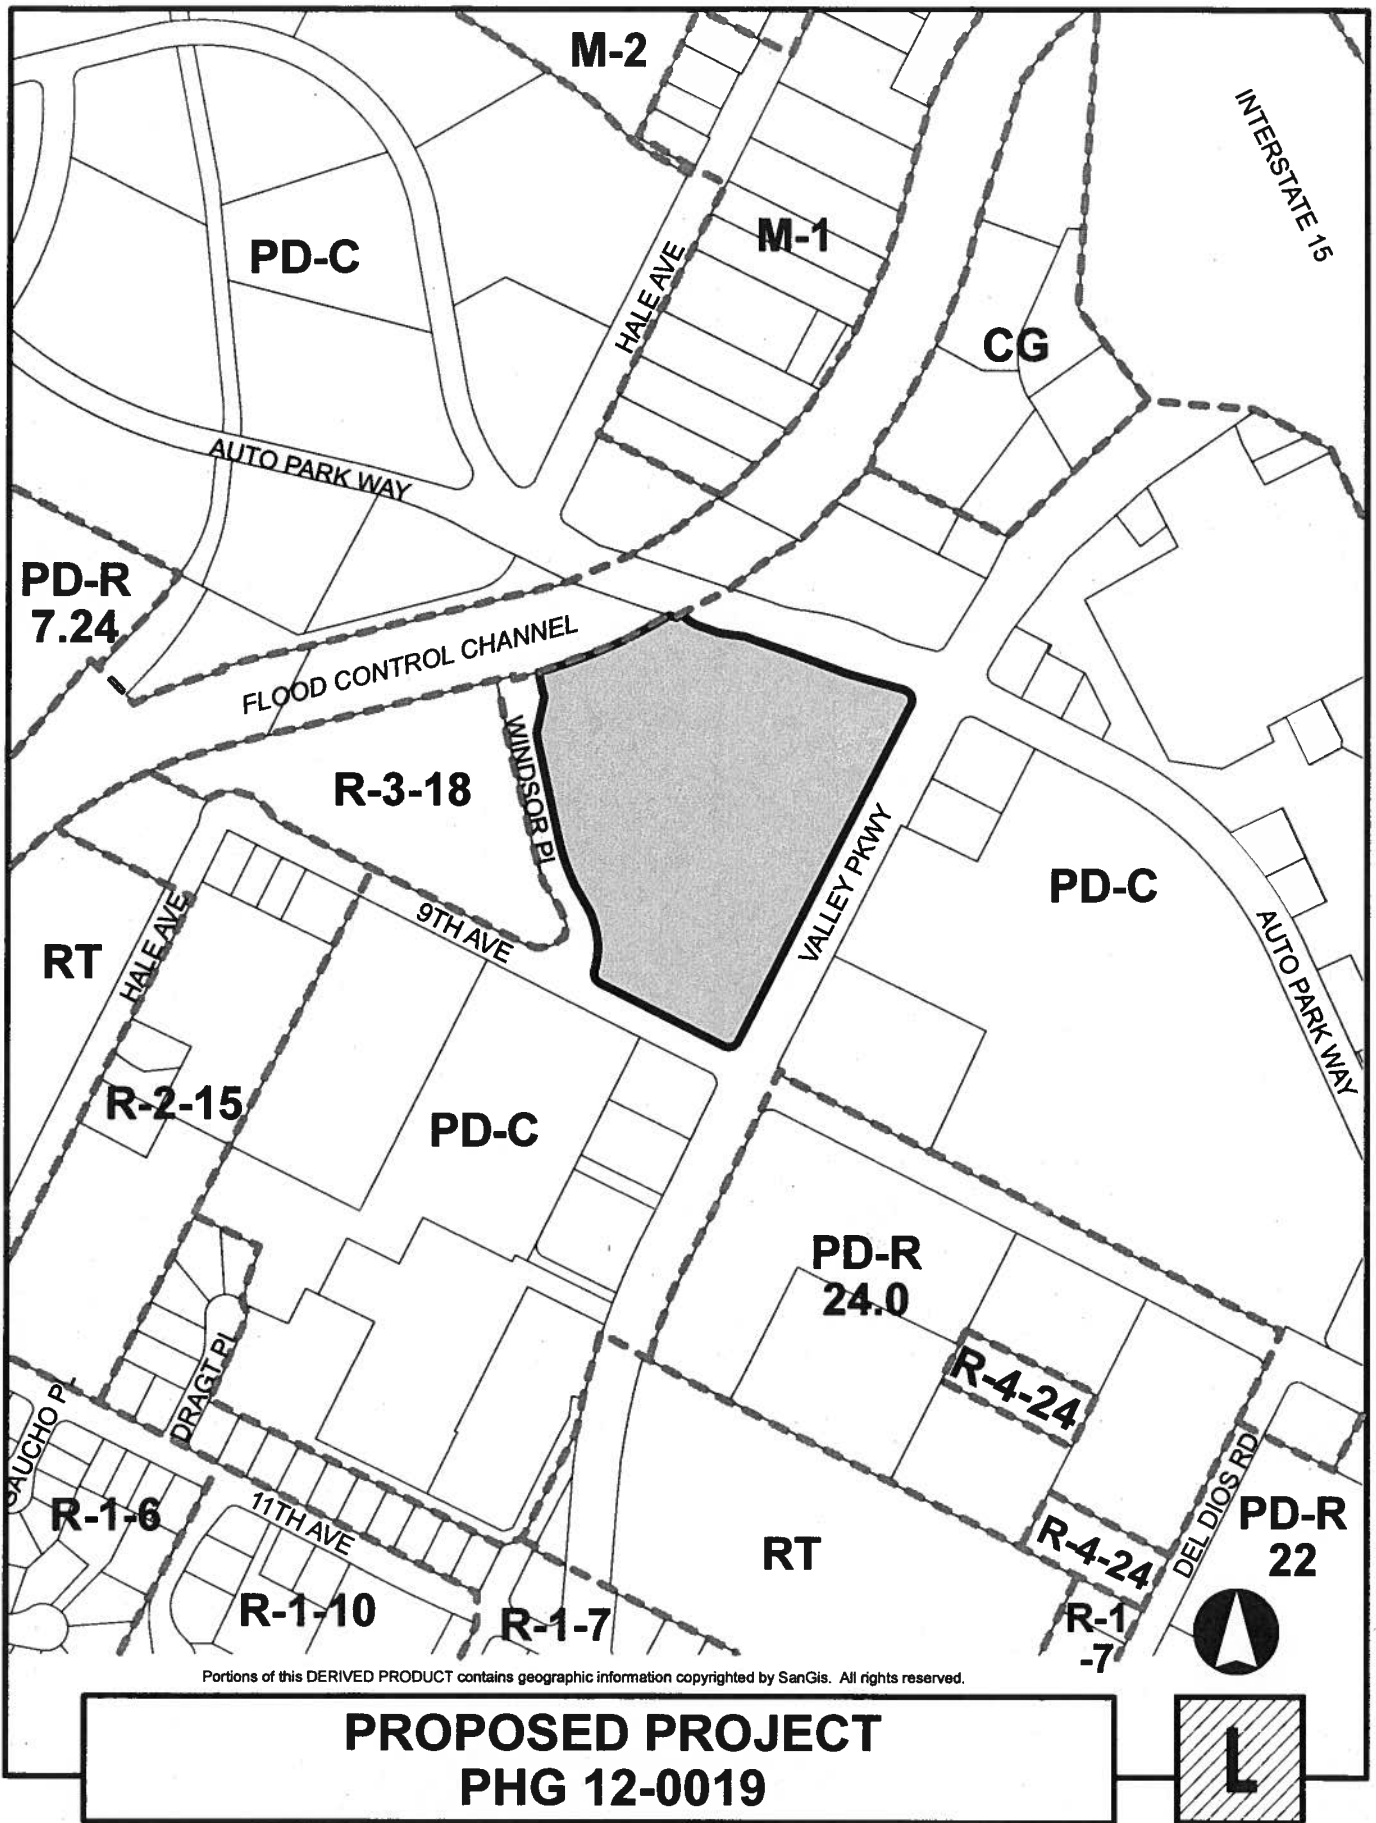 M-2
INTERSTATE 15
M-1
PD-C
HALE AVE
CG
AUTO PARK WAY
PD-R
7.24
FLOOD CONTROL CHANNEL
WINDSOR Pl
R-3-18
VALLEY PKWY
PD-C
9TH AVE
AUTO PARK WAY
RT
HALE AVE
R-2-15
PD-C
PD-R
24.0
R-4-24
DRAGT PL
DEL DIOS RD
R-1-6
11TH AVE
PD-R
22
RT
R-4-24
R-1-10
R-1-7
R-1
-7
Portions of this DERIVED PRODUCT contains geographic information copyrighted by SanGis. All rights reserved.
PROPOSED PROJECT
PHG 12-0019
L